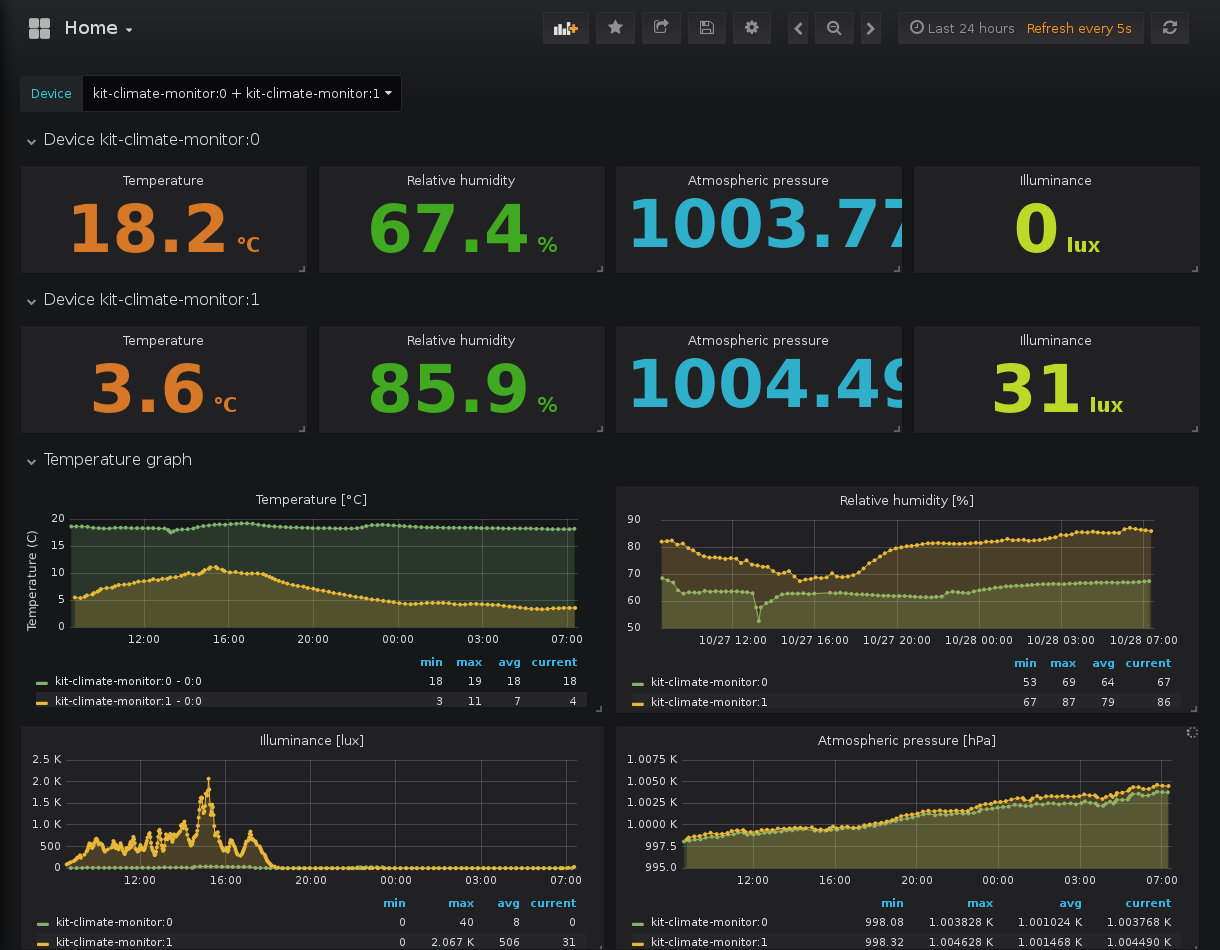 Home
Last 24 hours Refresh every 5s
Device kit-climate-monitor:0 + kit-climate-monitor:1
Device kit-climate-monitor:0
Temperature Relative humidity Atmospheric pressure Illuminance
18.2 °C 67.4 % 1003.77 0 lux
Device kit-climate-monitor:1
Temperature Relative humidity Atmospheric pressure Illuminance
3.6 °C 85.9 % 1004.49 31 lux
Temperature graph
Temperature [°C]
Temperature (C)
20
15
10
5
0
12:00 16:00 20:00 00:00 03:00 07:00
min max avg current
kit-climate-monitor:0 - 0:0 18 19 18 18
kit-climate-monitor:1 - 0:0 3 11 7 4
Relative humidity [%]
90
80
70
60
50
10/27 12:00 10/27 16:00 10/27 20:00 10/28 00:00 10/28 03:00 10/28 07:00
min max avg current
kit-climate-monitor:0 53 69 64 67
kit-climate-monitor:1 67 87 79 86
Illuminance [lux]
2.5 K
2.0 K
1.5 K
1.0 K
500
0
12:00 16:00 20:00 00:00 03:00 07:00
min max avg current
kit-climate-monitor:0 0 40 8 0
kit-climate-monitor:1 0 2.067 K 506 31
Atmospheric pressure [hPa]
1.0075 K
1.0050 K
1.0025 K
1.0000 K
997.5
995.0
12:00 16:00 20:00 00:00 03:00 07:00
min max avg current
kit-climate-monitor:0 998.08 1.003828 K 1.001024 K 1.003768 K
kit-climate-monitor:1 998.32 1.004628 K 1.001468 K 1.004490 K